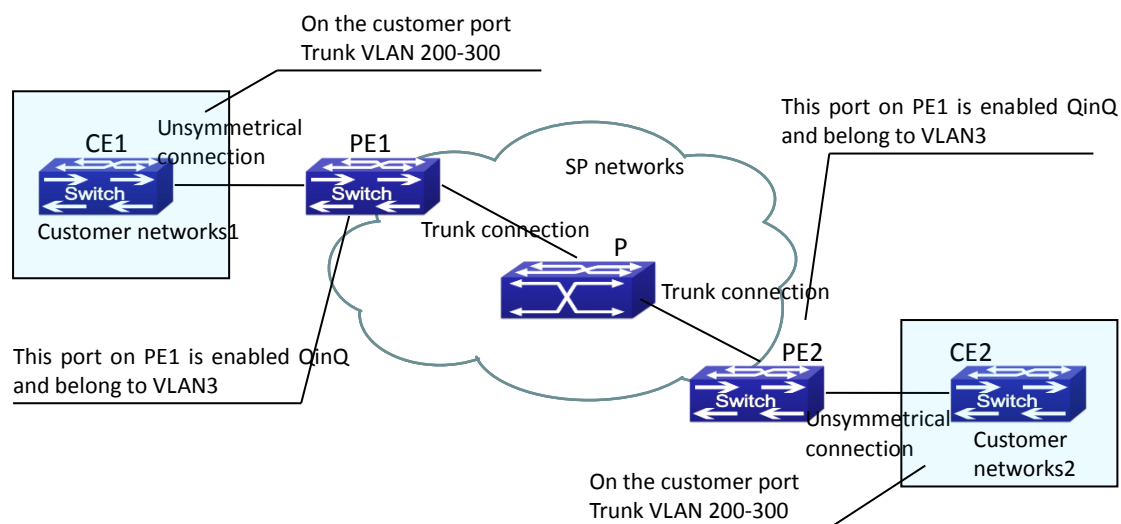 On the customer port
Trunk VLAN 200-300
This port on PE1 is enabled QinQ
and belong to VLAN3
CE1
Unsymmetrical
connection
PE1
SP networks
Switch
Switch
Customer networks1
Trunk connection
P
Trunk connection
This port on PE1 is enabled QinQ
and belong to VLAN3
PE2
CE2
Switch
Switch
Unsymmetrical
connection
Customer
networks2
On the customer port
Trunk VLAN 200-300